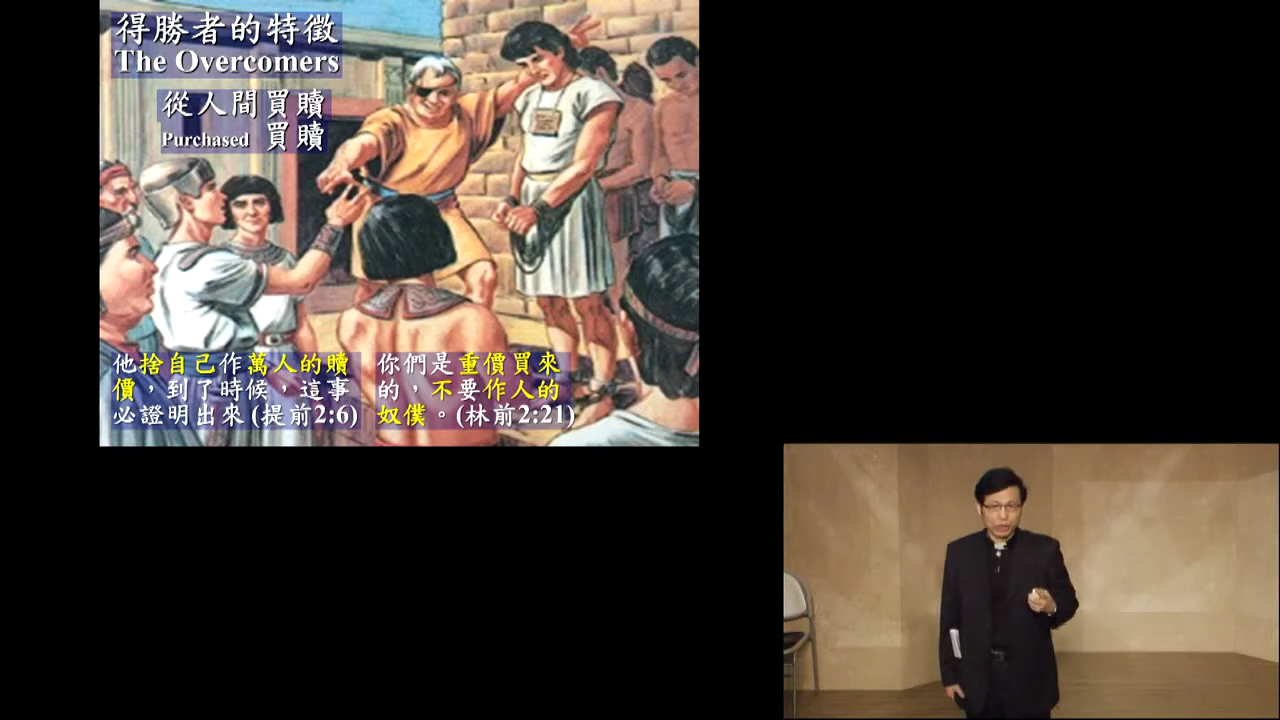 得勝者的特徵
The Overcomers
從人間買贖
Purchased 買贖
他捨自己作萬人的贖
價，到了時候，這事
必證明出來 (提前2:6)
你們是重價買來
的，不要作人的
奴僕。(林前2:21)